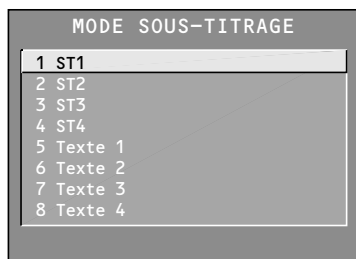 MODE SOUS-TITRAGE
1 ST1
2 ST2
3 ST3
4 ST4
5 Texte 1
6 Texte 2
7 Texte 3
8 Texte 4